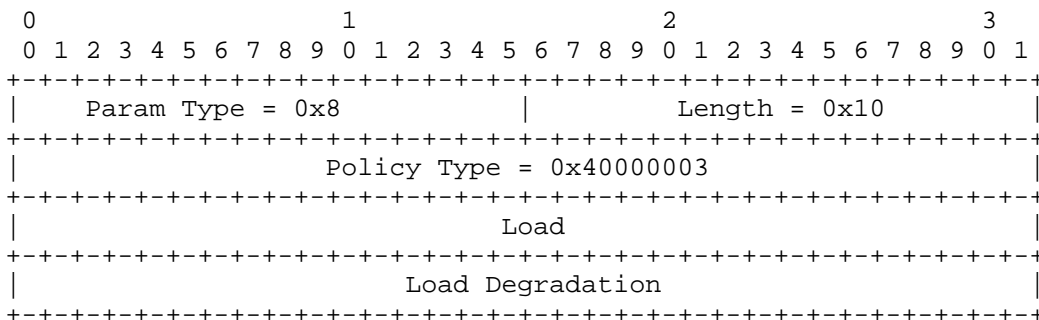 0                   1                   2                   3
 0 1 2 3 4 5 6 7 8 9 0 1 2 3 4 5 6 7 8 9 0 1 2 3 4 5 6 7 8 9 0 1
+-+-+-+-+-+-+-+-+-+-+-+-+-+-+-+-+-+-+-+-+-+-+-+-+-+-+-+-+-+-+-+-+
|     Param Type = 0x8          |         Length = 0x10         |
+-+-+-+-+-+-+-+-+-+-+-+-+-+-+-+-+-+-+-+-+-+-+-+-+-+-+-+-+-+-+-+-+
|                   Policy Type = 0x40000003                    |
+-+-+-+-+-+-+-+-+-+-+-+-+-+-+-+-+-+-+-+-+-+-+-+-+-+-+-+-+-+-+-+-+
|                              Load                             |
+-+-+-+-+-+-+-+-+-+-+-+-+-+-+-+-+-+-+-+-+-+-+-+-+-+-+-+-+-+-+-+-+
|                        Load Degradation                       |
+-+-+-+-+-+-+-+-+-+-+-+-+-+-+-+-+-+-+-+-+-+-+-+-+-+-+-+-+-+-+-+-+